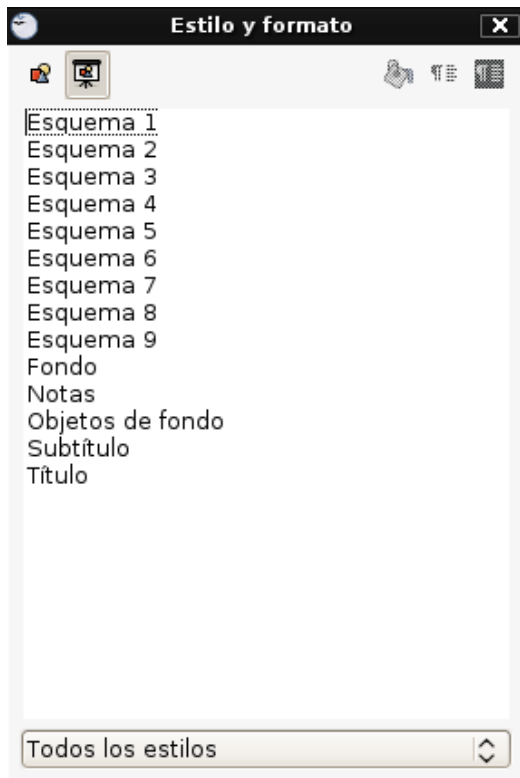 Estilo y formato
Esquema 1
Esquema 2
Esquema 3
Esquema 4
Esquema 5
Esquema 6
Esquema 7
Esquema 8
Esquema 9
Fondo
Notas
Objetos de fondo
Subtítulo
Título
Todos los estilos